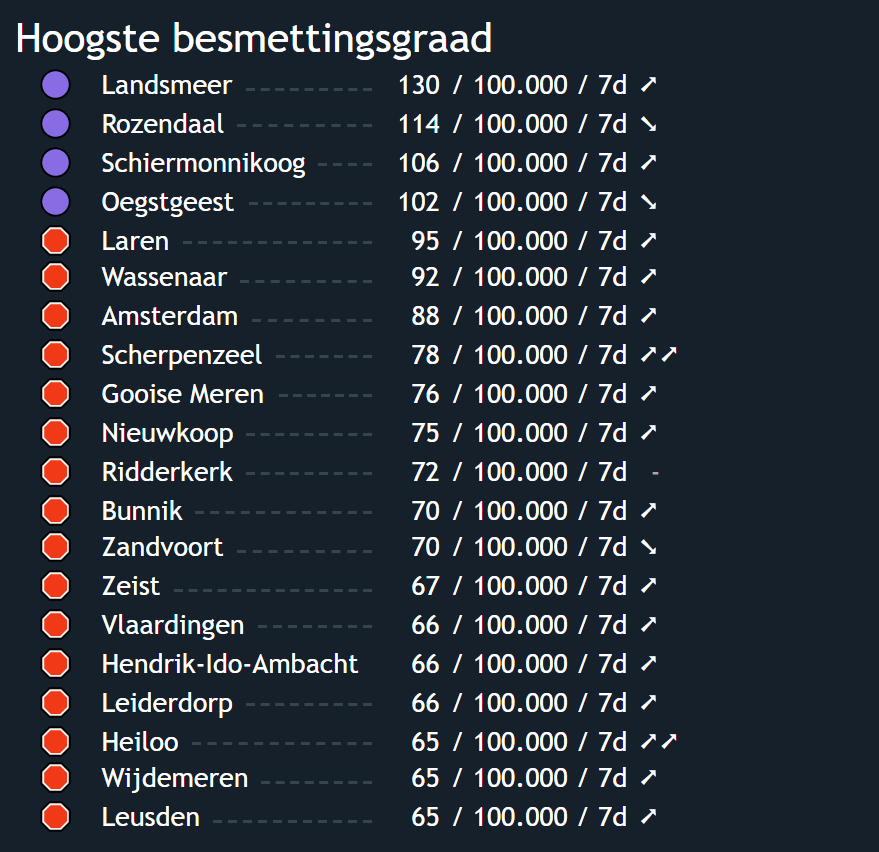 Hoogste besmettingsgraad
Landsmeer 130 / 100.000 / 7d ➚
Rozendaal 114 / 100.000 / 7d ➘
Schiermonnikoog 106 / 100.000 / 7d ➚
Oegstgeest 102 / 100.000 / 7d ➘
Laren 95 / 100.000 / 7d ➚
Wassenaar 92 / 100.000 / 7d ➚
Amsterdam 88 / 100.000 / 7d ➚
Scherpenzeel 78 / 100.000 / 7d ➚➚
Gooise Meren 76 / 100.000 / 7d ➚
Nieuwkoop 75 / 100.000 / 7d ➚
Ridderkerk 72 / 100.000 / 7d -
Bunnik 70 / 100.000 / 7d ➚
Zandvoort 70 / 100.000 / 7d ➘
Zeist 67 / 100.000 / 7d ➚
Vlaardingen 66 / 100.000 / 7d ➚
Hendrik-Ido-Ambacht 66 / 100.000 / 7d ➚
Leiderdorp 66 / 100.000 / 7d ➚
Heiloo 65 / 100.000 / 7d ➚➚
Wijdemeren 65 / 100.000 / 7d ➚
Leusden 65 / 100.000 / 7d ➚